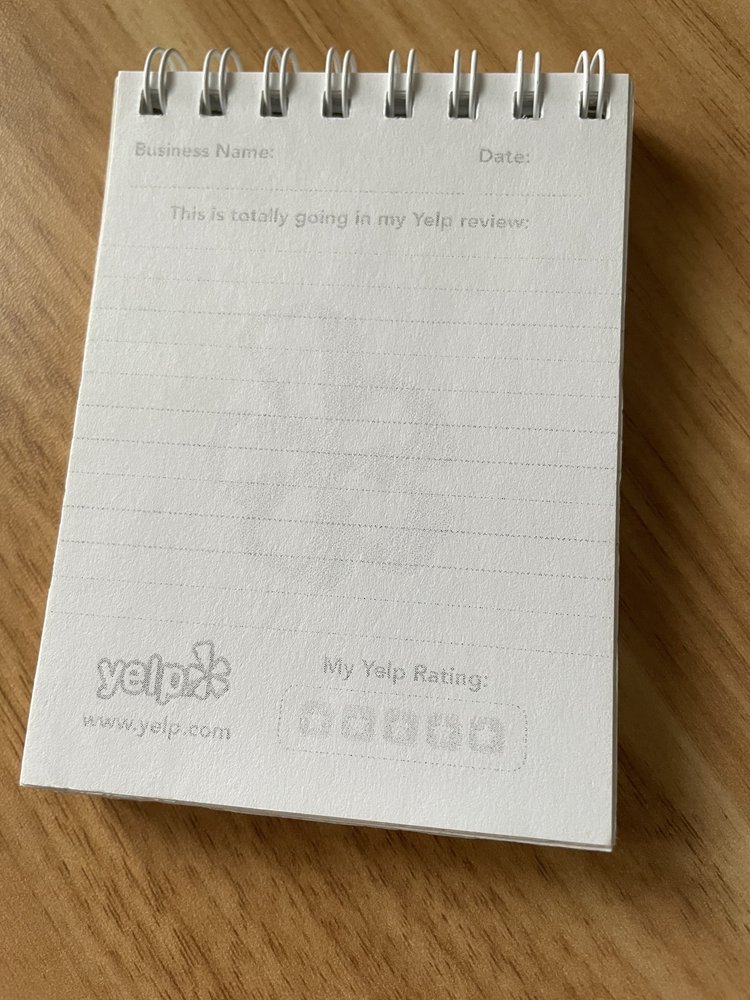 Business Name: Date:
This is totally going in my Yelp review:
yelp
My Yelp Rating:
www.yelp.com